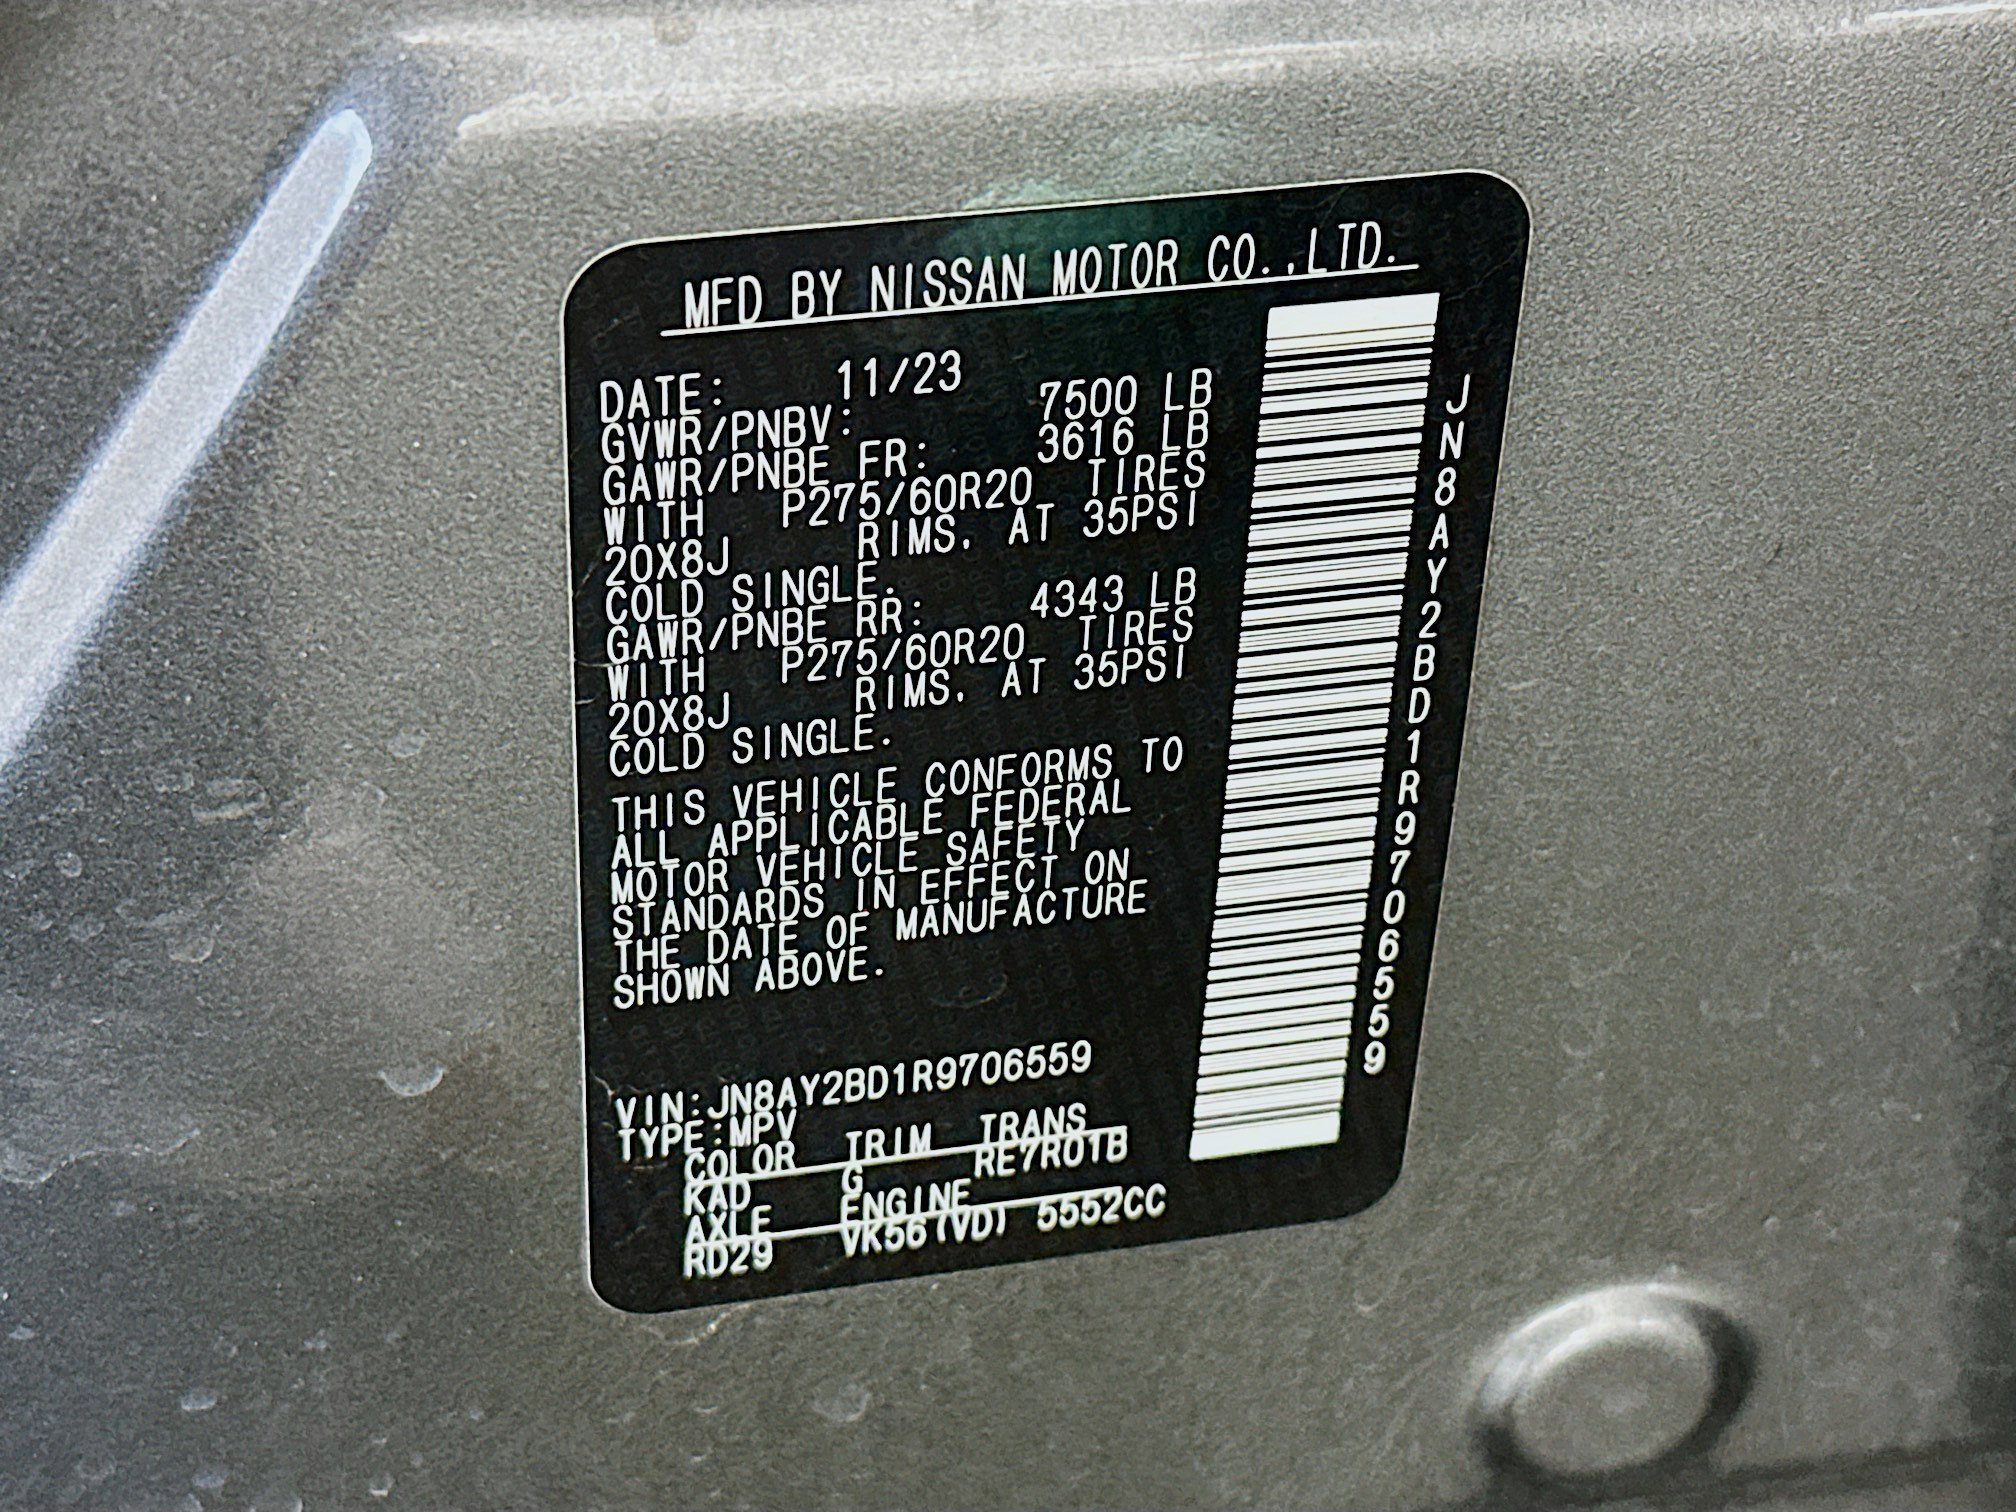 MFD BY NISSAN MOTOR CO.,LTD.
DATE: 11/23
GVWR/PNBV: 7500 LB
GAWR/PNBE FR: 3616 LB
WITH P275/60R20 TIRES
20X8J RIMS. AT 35PSI
COLD SINGLE.
GAWR/PNBE RR: 4343 LB
WITH P275/60R20 TIRES
20X8J RIMS. AT 35PSI
COLD SINGLE.
THIS VEHICLE CONFORMS TO
ALL APPLICABLE FEDERAL
MOTOR VEHICLE SAFETY
STANDARDS IN EFFECT ON
THE DATE OF MANUFACTURE
SHOWN ABOVE.
VIN:JN8AY2BD1R9706559
TYPE:MPV
COLOR TRIM TRANS
KAD G RE7R01B
AXLE ENGINE
RD29 VK56(VD) 5552CC
JN8AY2BD1R9706559